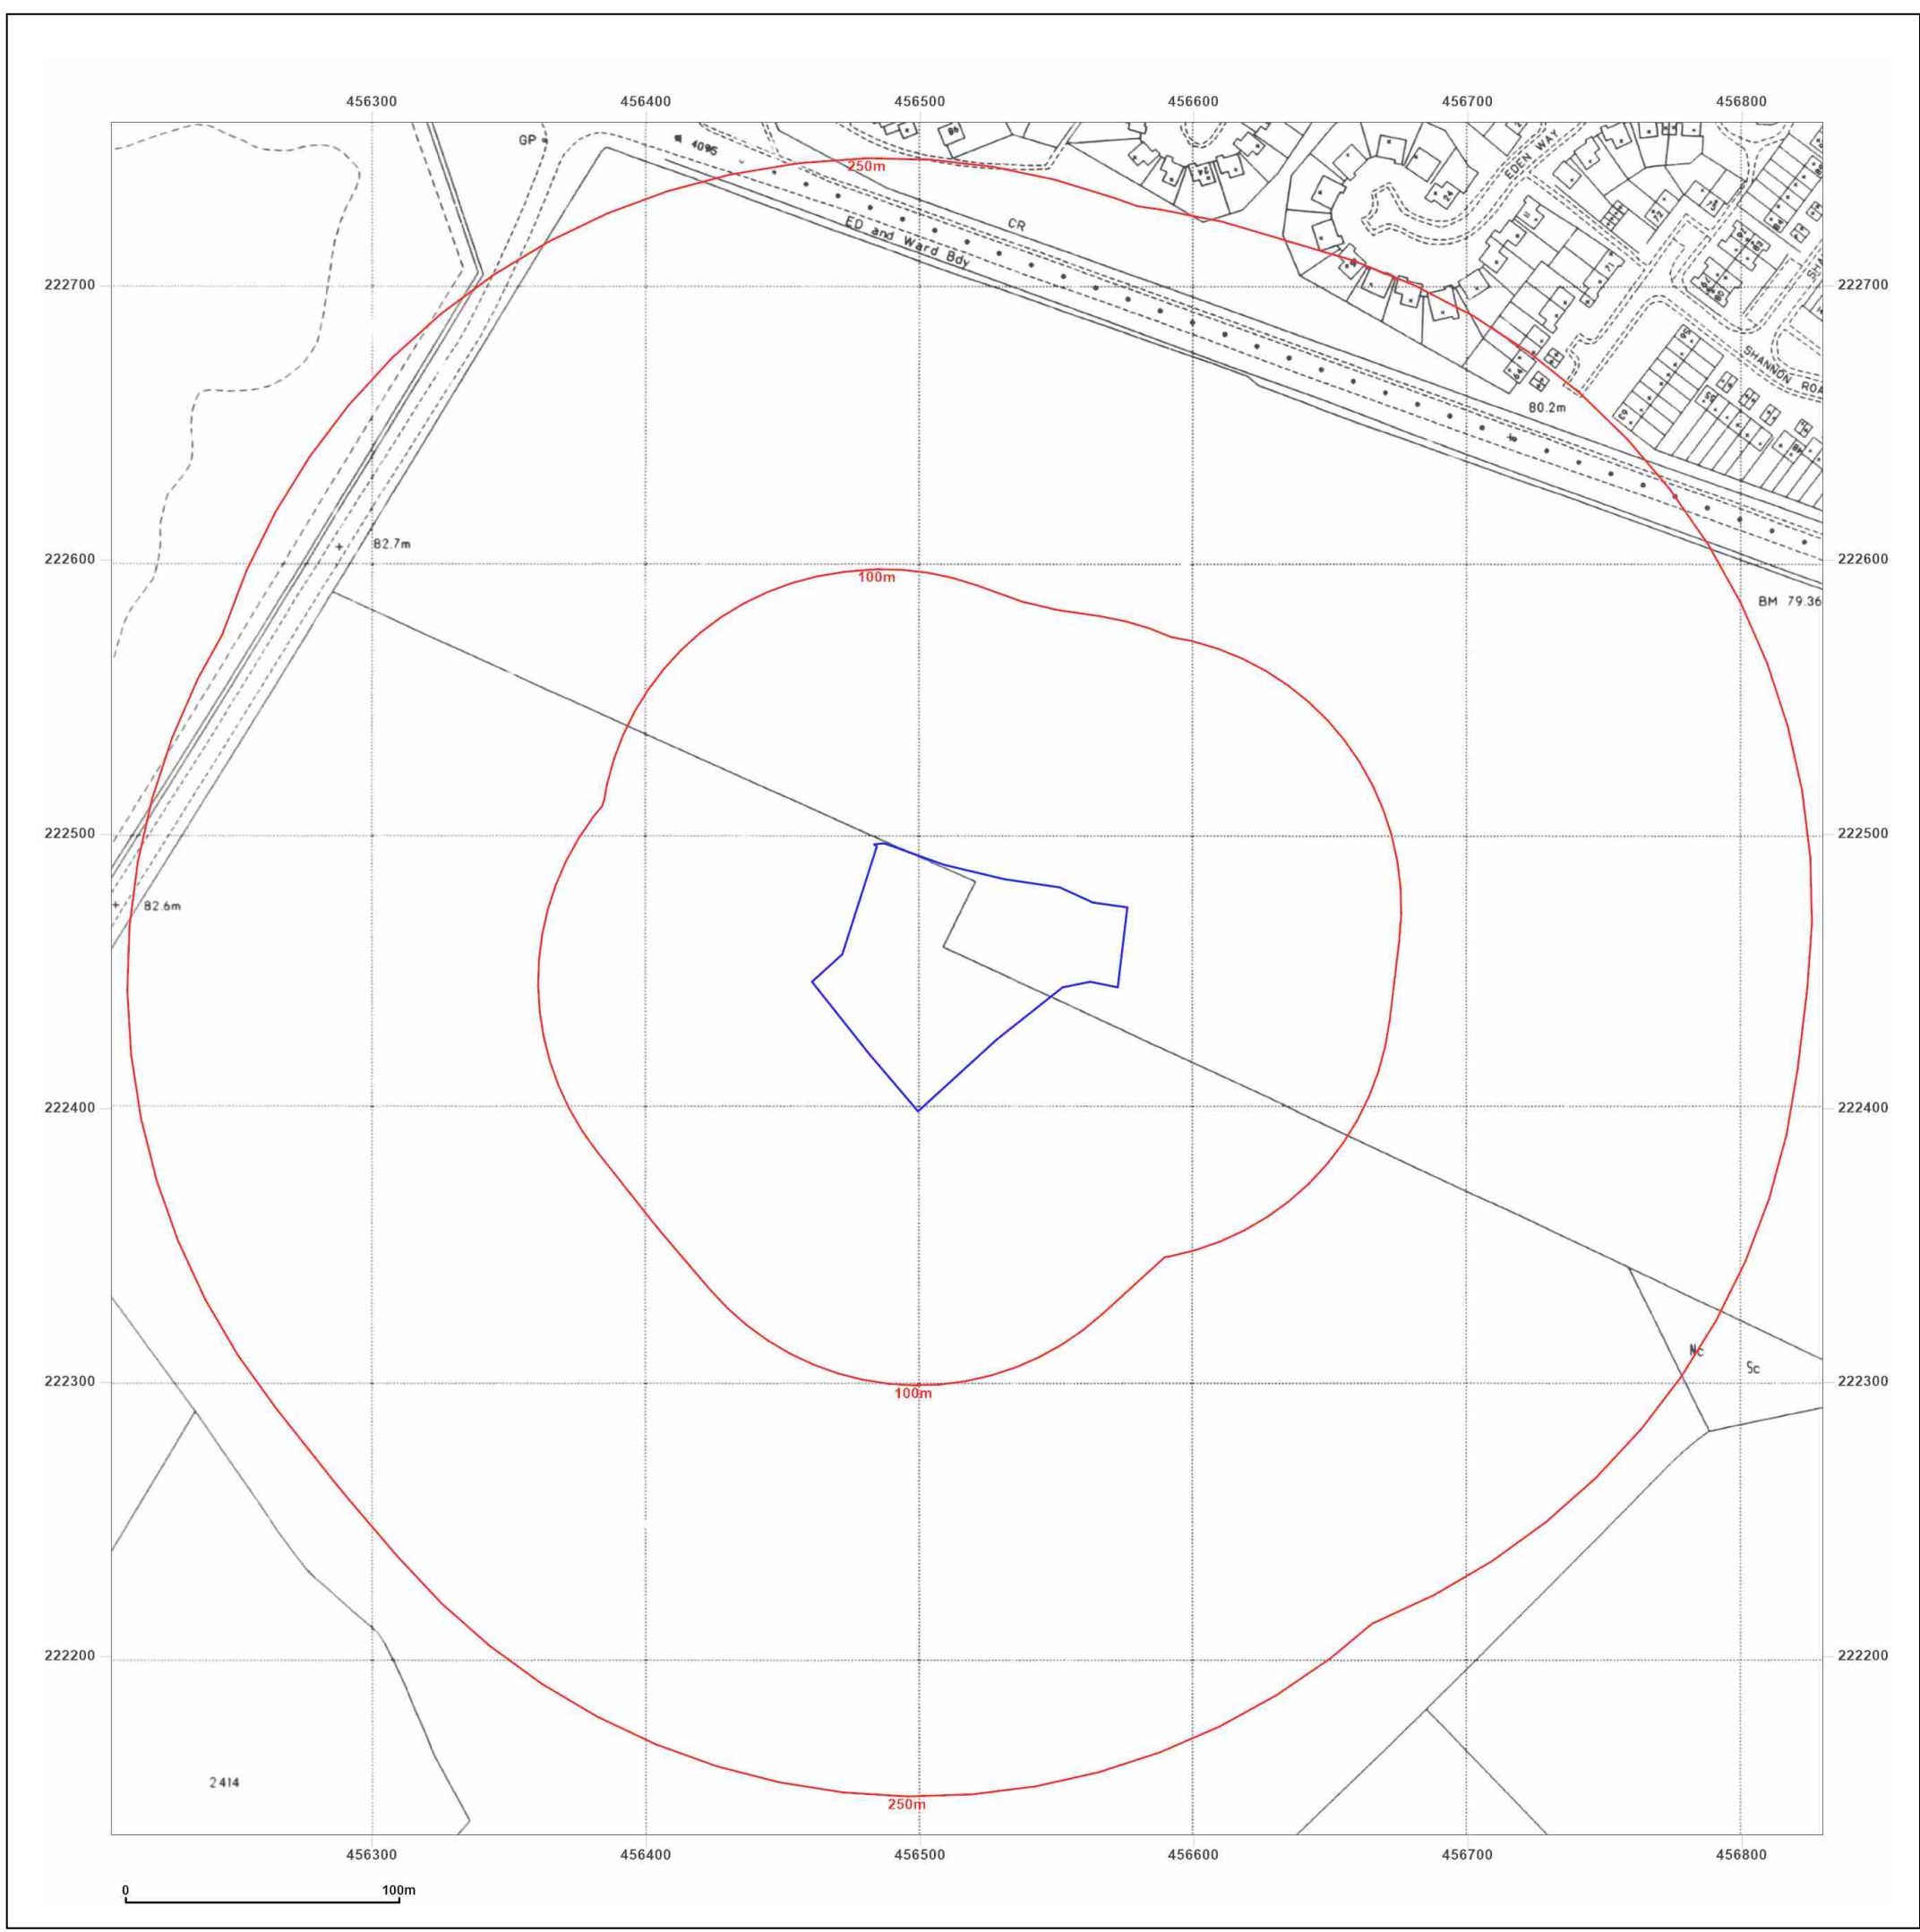 456300 456400 456500 456600 456700 456800
GP
4095
250m
CR
ED and Ward Bdy
EDEN WAY
24
222700 222700
SHANNON ROA
80.2m
82.7m
222600 222600
100m
BM 79.36
222500 222500
82.6m
222400 222400
Nc
Sc
222300 222300
100m
222200 222200
2414
250m
456300 456400 456500 456600 456700 456800
0 100m